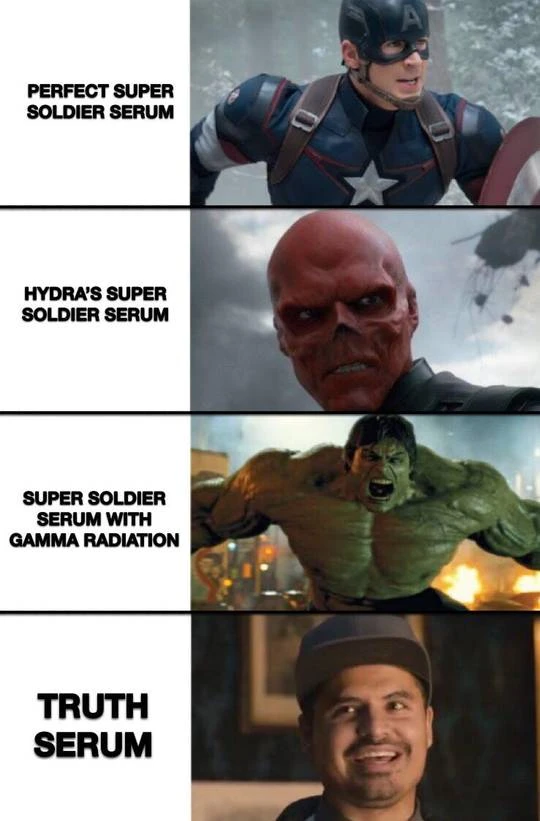 PERFECT SUPER
SOLDIER SERUM
A
HYDRA'S SUPER
SOLDIER SERUM
SUPER SOLDIER
SERUM WITH
GAMMA RADIATION
TRUTH
SERUM